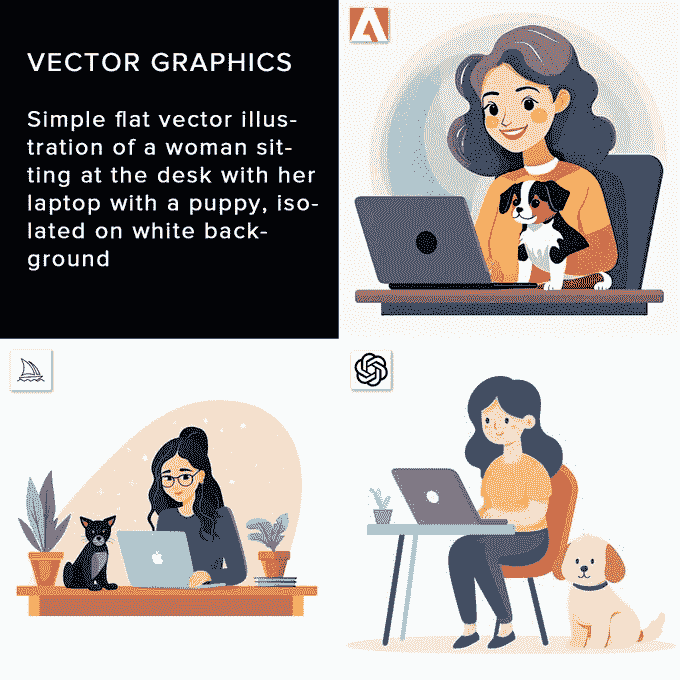 VECTOR GRAPHICS
Simple flat vector illus-
tration of a woman sit-
ting at the desk with her
laptop with a puppy, iso-
lated on white back-
ground